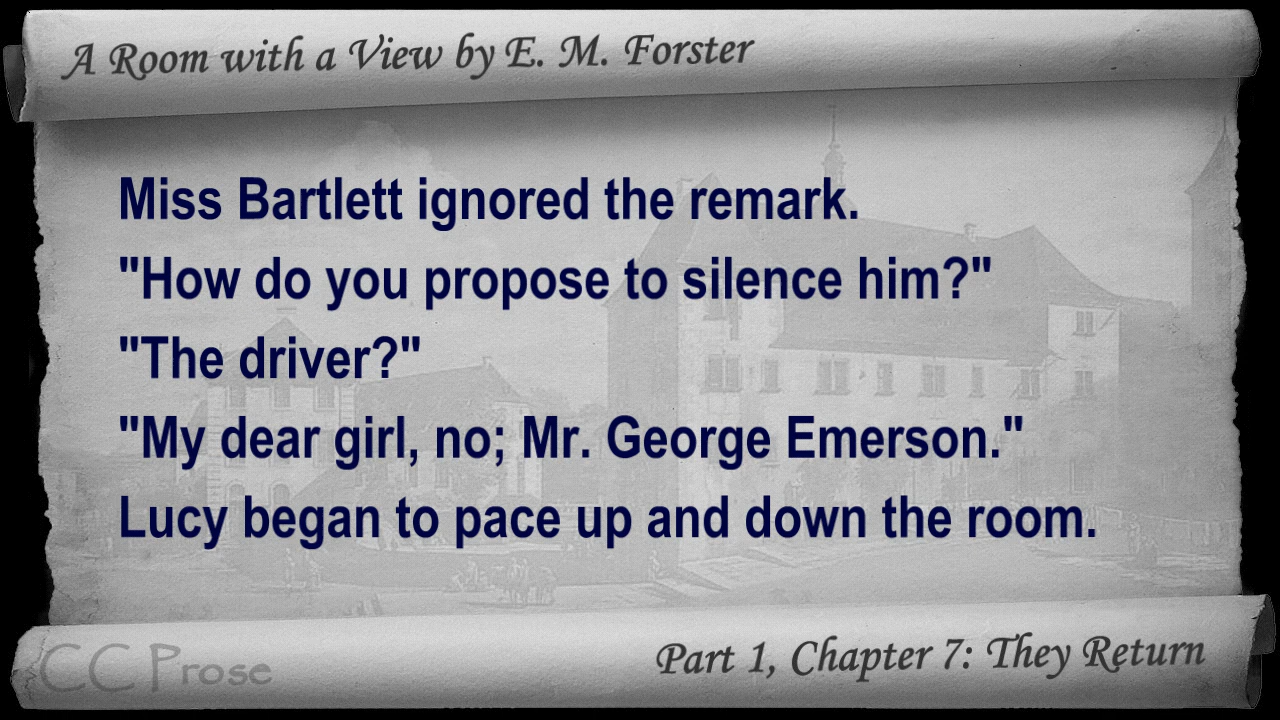 A Room with a View by E. M. Forster
Miss Bartlett ignored the remark.
"How do you propose to silence him?"
"The driver?"
"My dear girl, no; Mr. George Emerson."
Lucy began to pace up and down the room.
CC Prose
Part 1, Chapter 7: They Return